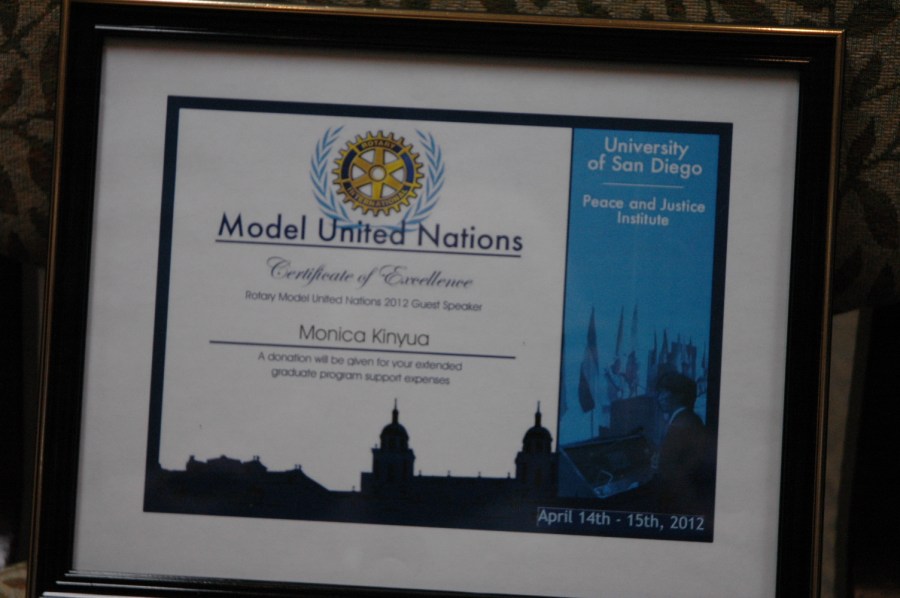 ROTARY
INTERNATIONAL
Model United Nations
Certificate of Excellence
Rotary Model United Nations 2012 Guest Speaker
Monica Kinyua
A donation will be given for your extended
graduate program support expenses
University
of San Diego
Peace and Justice
Institute
April 14th - 15th, 2012